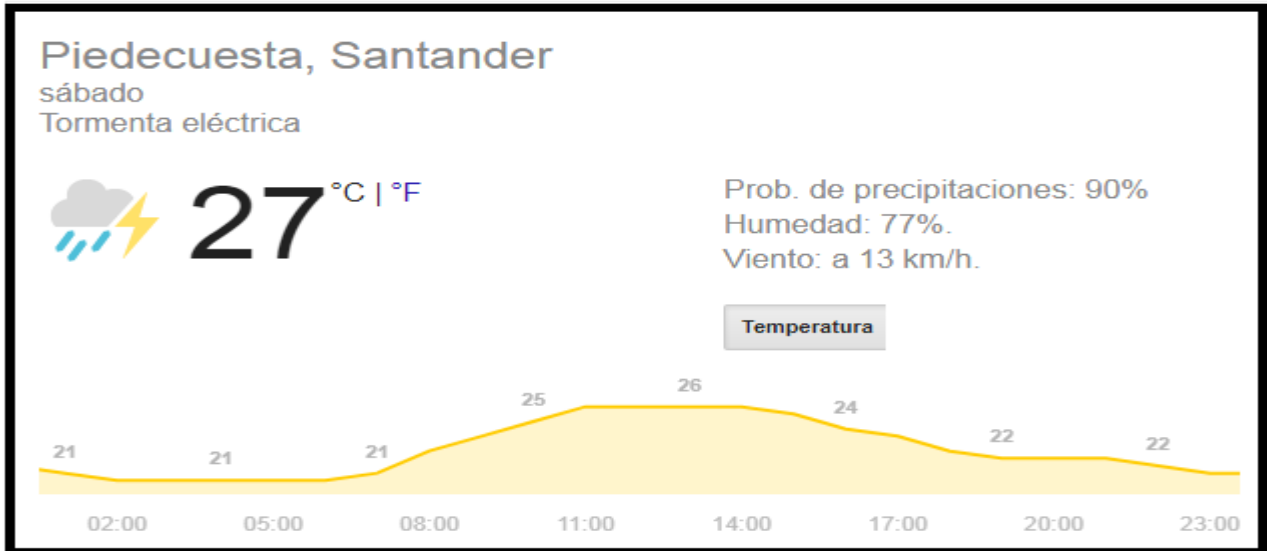 Piedecuesta, Santander
sábado
Tormenta eléctrica
27 °C | °F
Prob. de precipitaciones: 90%
Humedad: 77%.
Viento: a 13 km/h.
Temperatura
21 21 21 25 26 24 22 22
02:00 05:00 08:00 11:00 14:00 17:00 20:00 23:00